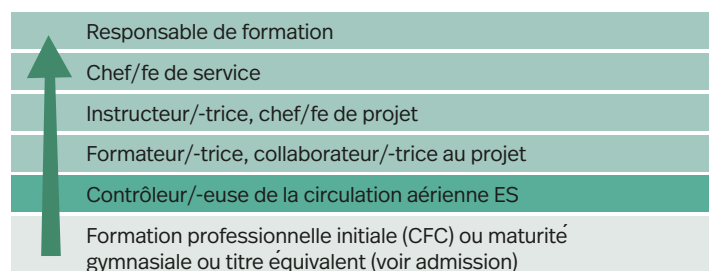 Responsable de formation
Chef/fe de service
Instructeur/-trice, chef/fe de projet
Formateur/-trice, collaborateur/-trice au projet
Contrôleur/-euse de la circulation aérienne ES
Formation professionnelle initiale (CFC) ou maturité
gymnasiale ou titre équivalent (voir admission)